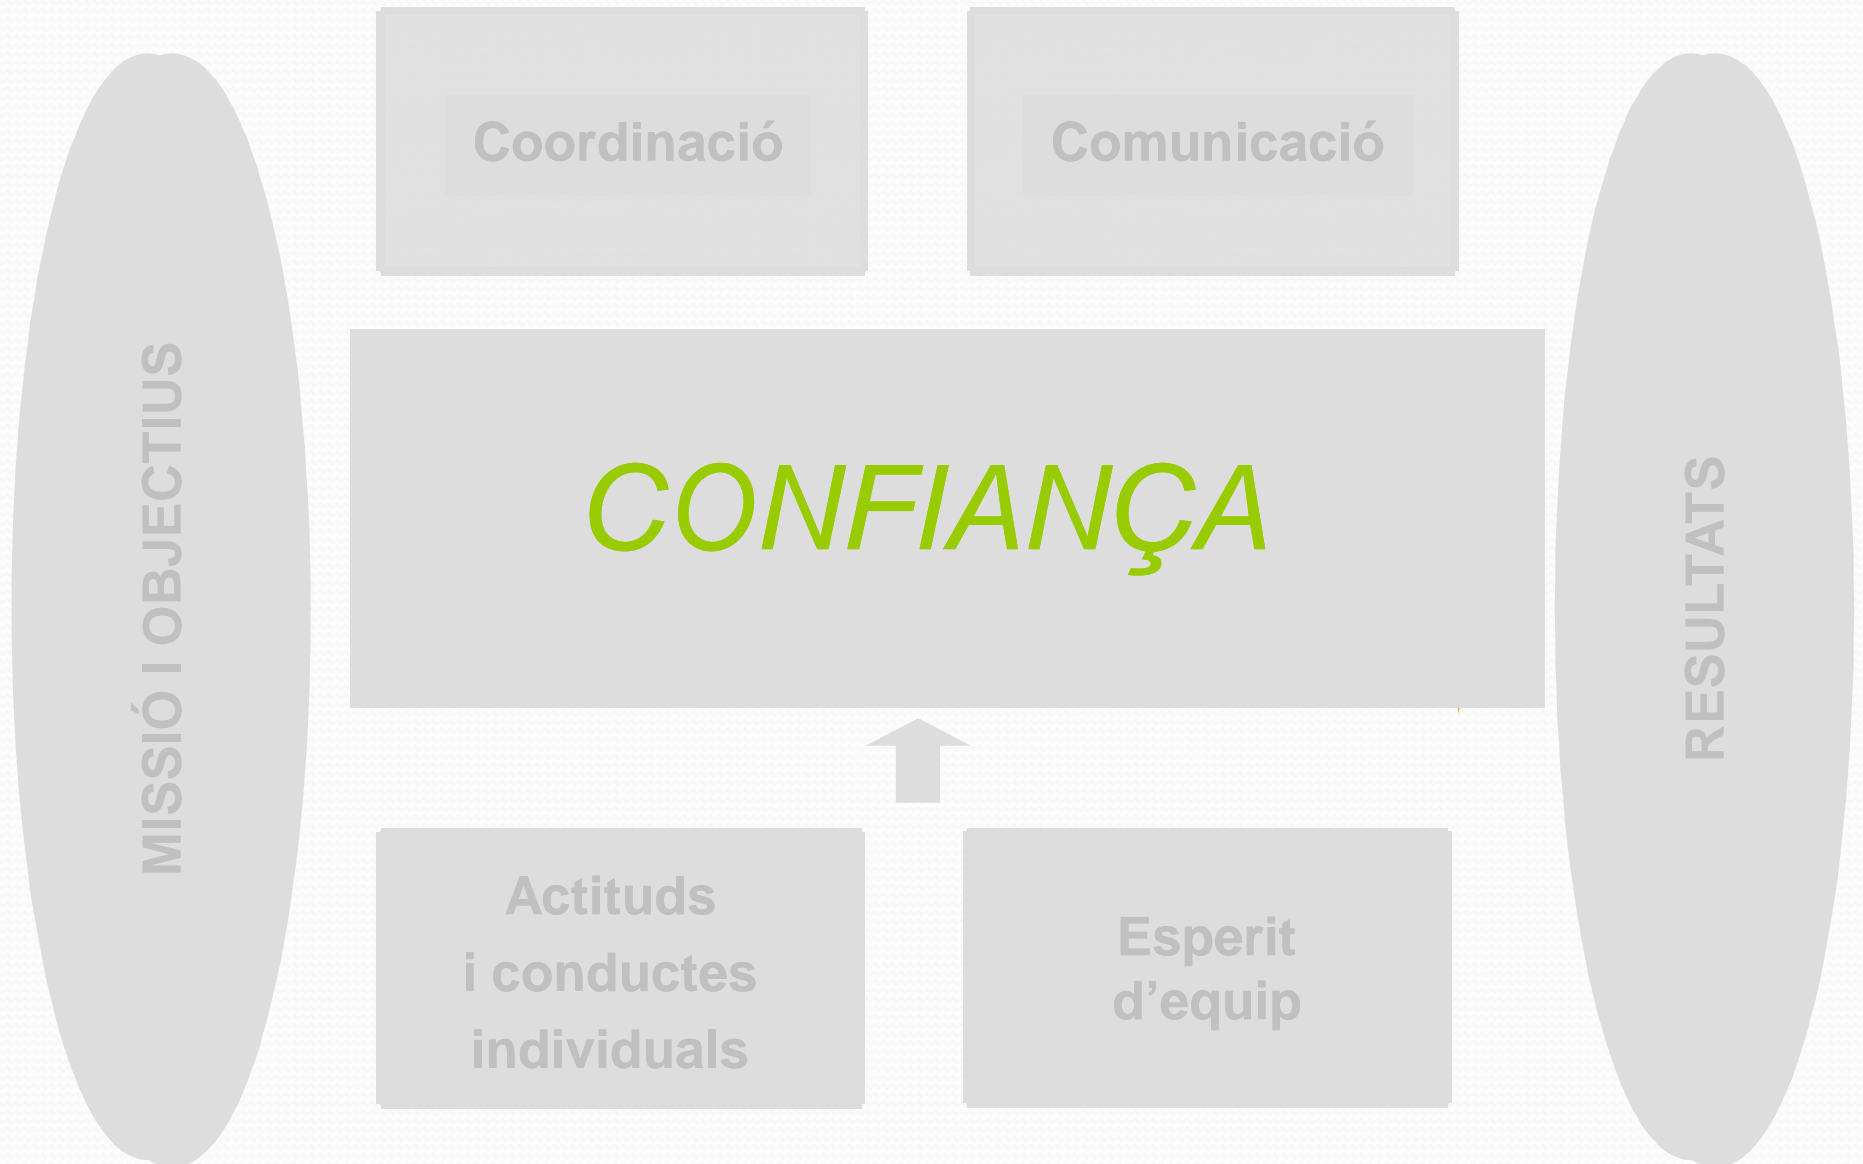 Coordinació
Comunicació
MISSIÓ I OBJECTIUS
CONFIANÇA
RESULTATS
Actituds
i conductes
individuals
Esperit
d’equip